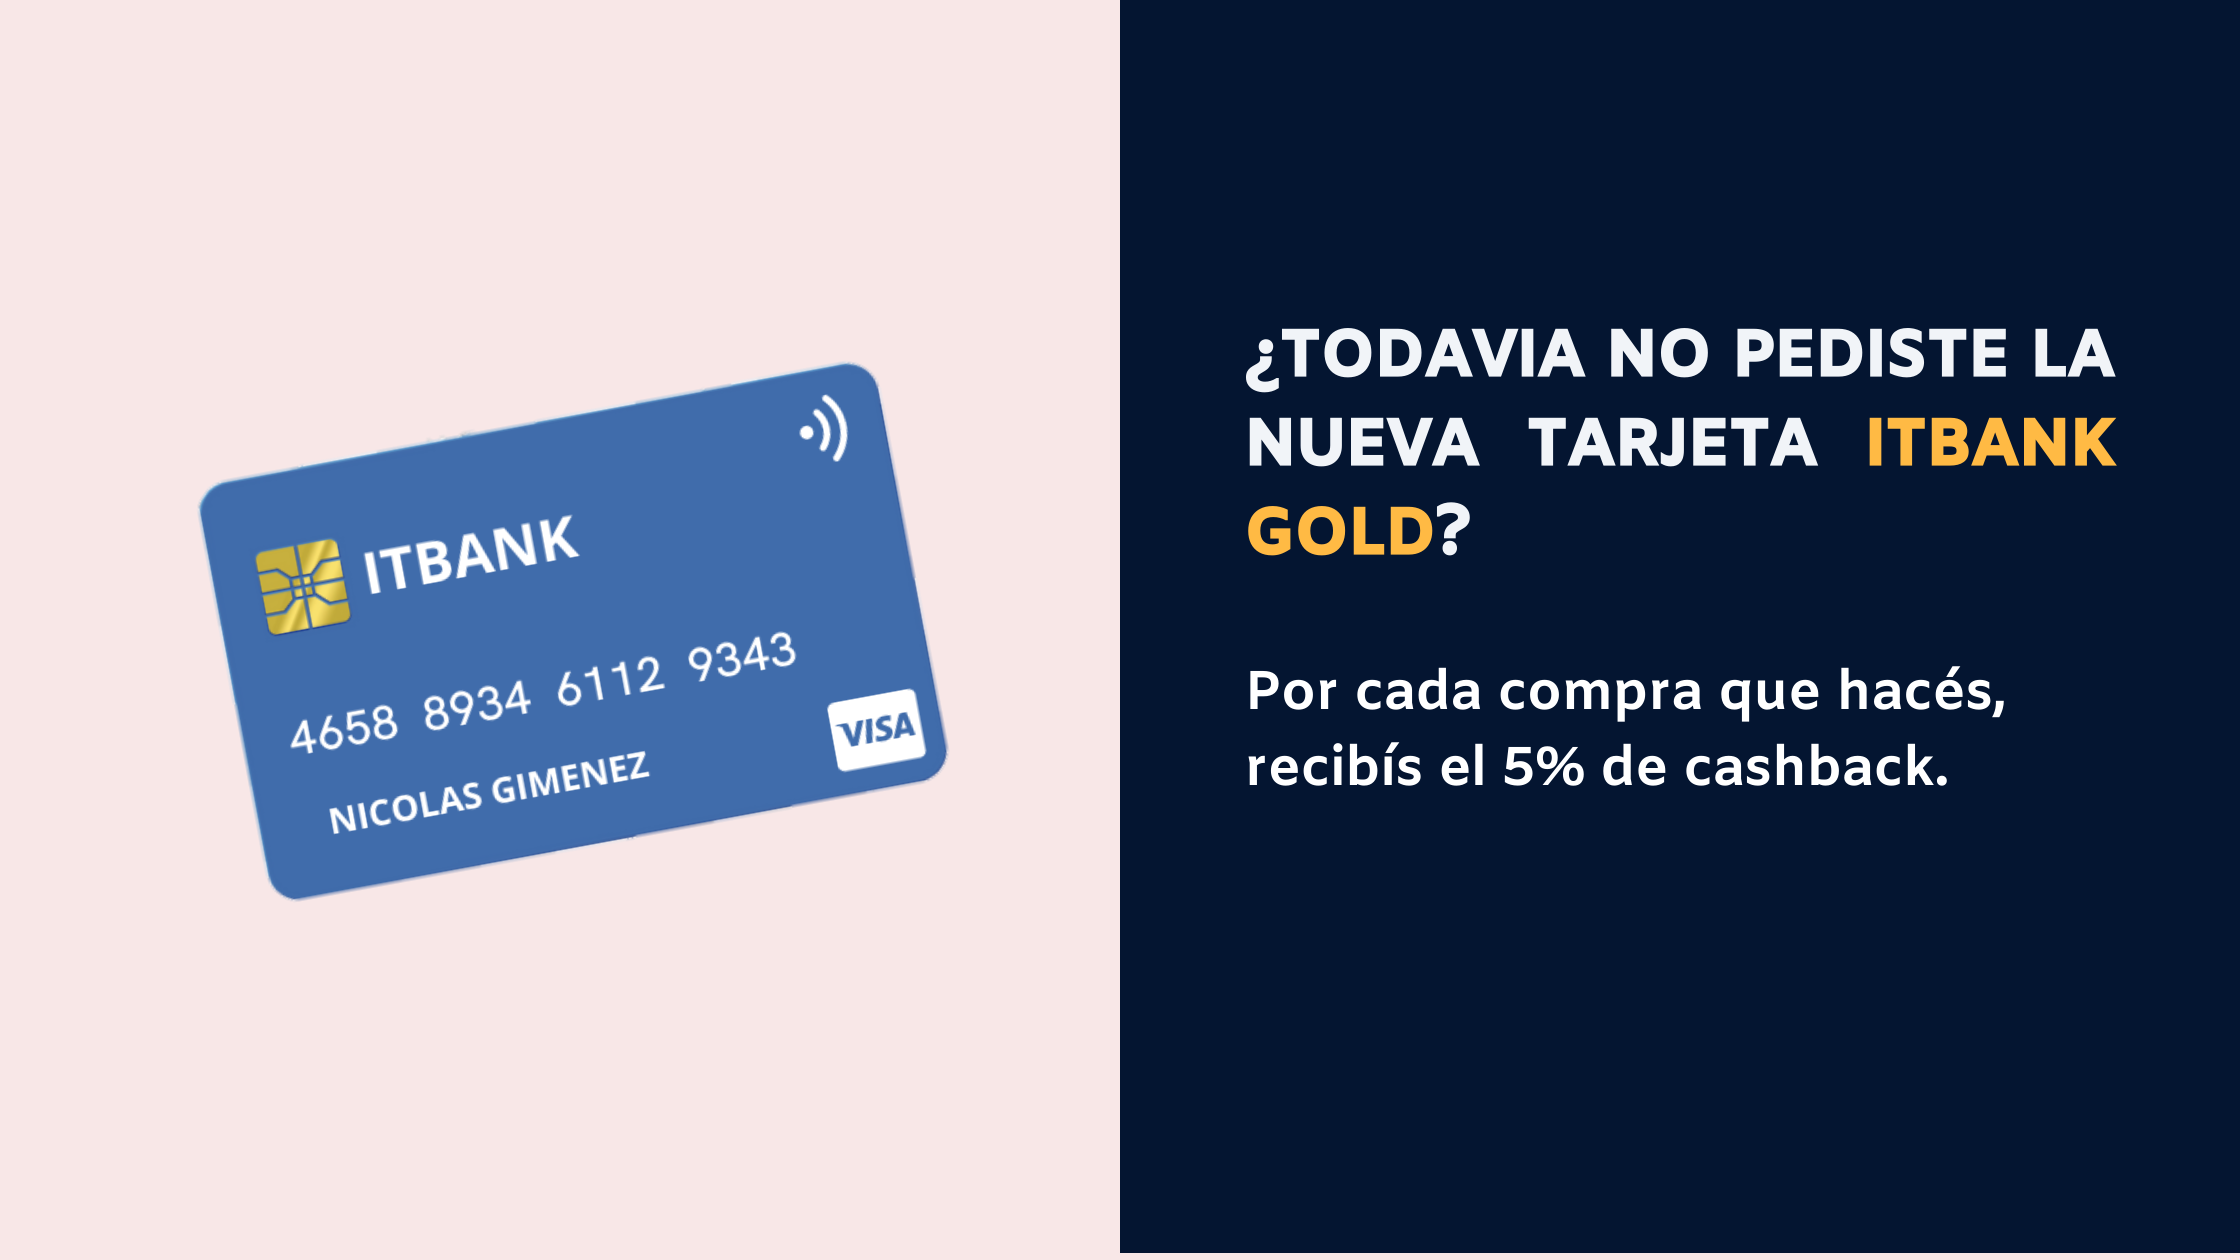 ITBANK
4658 8934 6112 9343
NICOLAS GIMENEZ
VISA
¿TODAVIA NO PEDISTE LA
NUEVA TARJETA ITBANK
GOLD?
Por cada compra que hacés,
recibís el 5% de cashback.